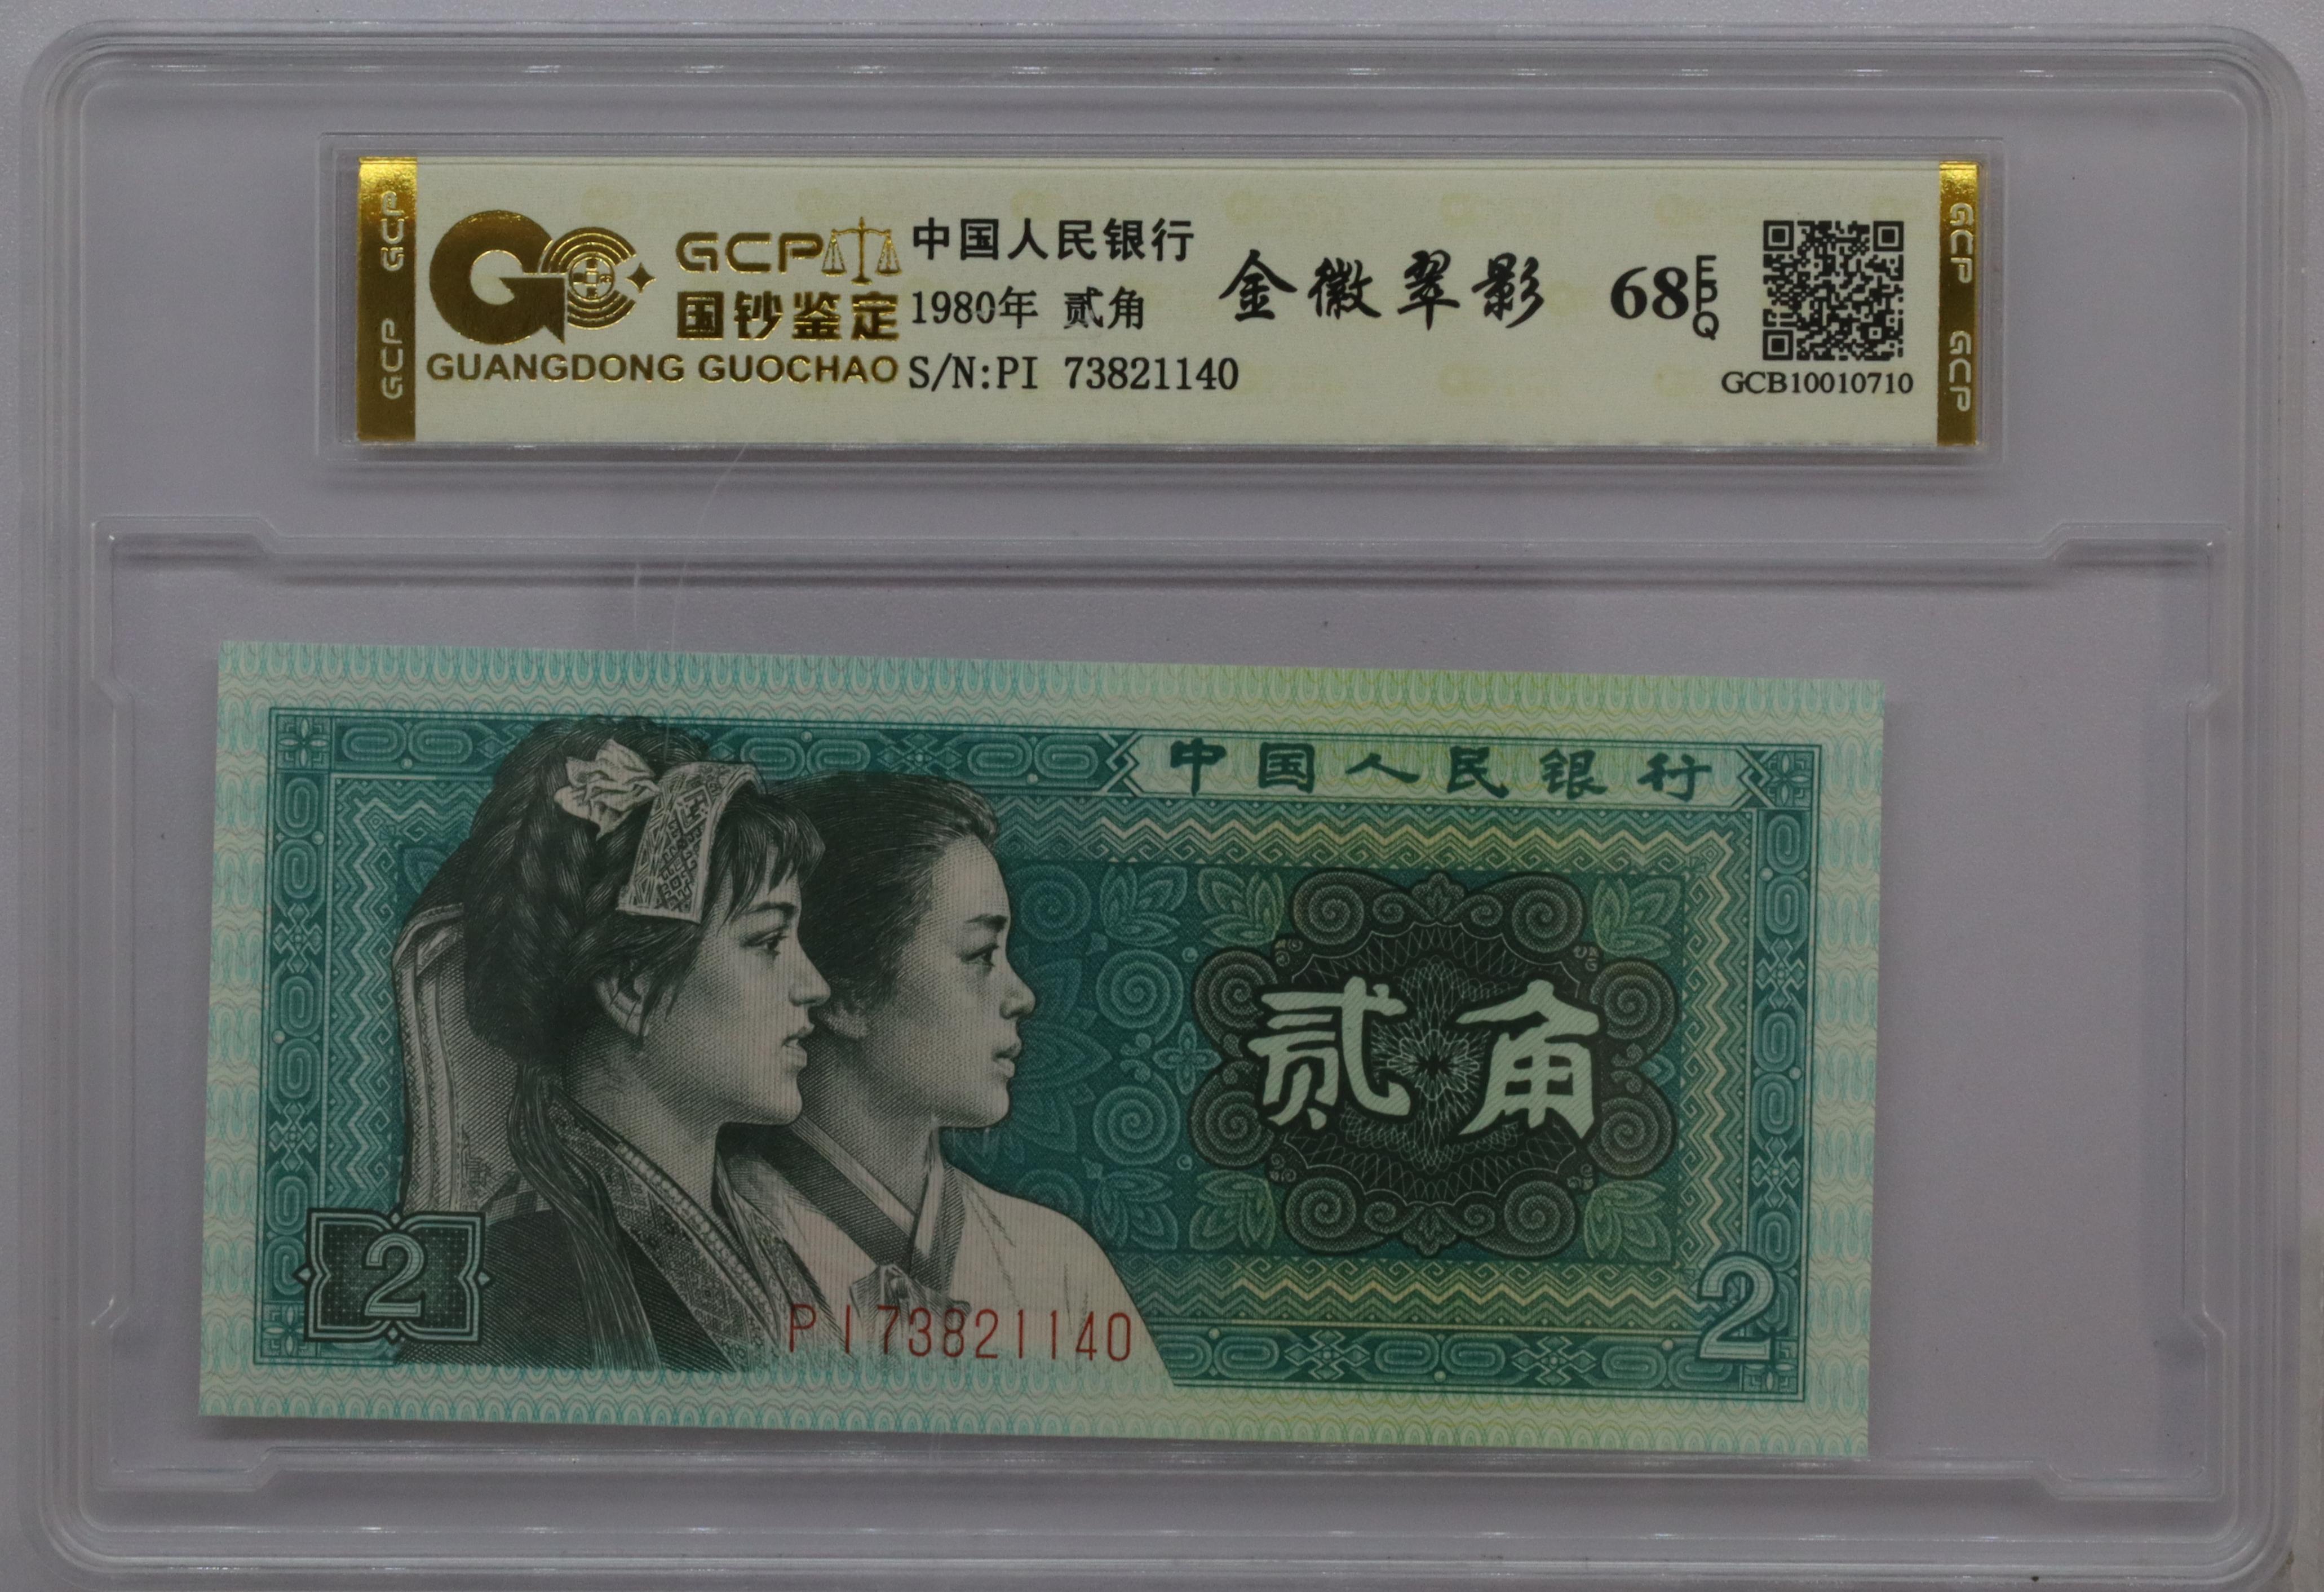 GCP GCP
GCP
国钞鉴定
GUANGDONG GUOCHAO
中国人民银行
1980年 贰角
S/N:PI 73821140
金徽翠影
68
EPQ
GCB10010710
GCP GCP
中国人民银行
贰角
2
PI73821140
2